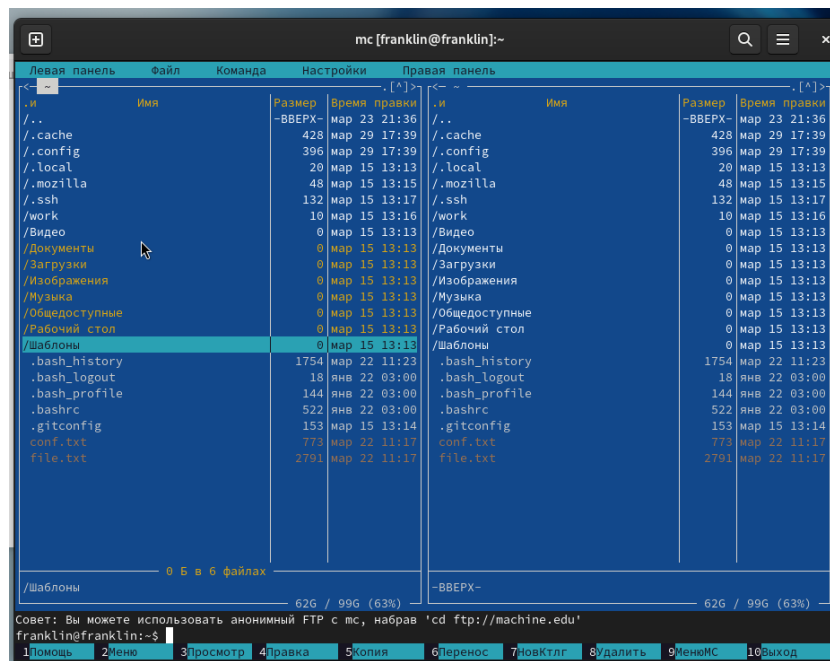 mc [franklin@franklin]:~
Левая панель Файл Команда Настройки Правая панель
<— ~ .[^]> <— ~ .[^]>
.и Имя Размер Время правки .и Имя Размер Время правки
/.. -ВВЕРХ- мар 23 21:36 /.. -ВВЕРХ- мар 23 21:36
/.cache 428 мар 29 17:39 /.cache 428 мар 29 17:39
/.config 396 мар 29 17:39 /.config 396 мар 29 17:39
/.local 20 мар 15 13:13 /.local 20 мар 15 13:13
/.mozilla 48 мар 15 13:15 /.mozilla 48 мар 15 13:15
/.ssh 132 мар 15 13:17 /.ssh 132 мар 15 13:17
/work 10 мар 15 13:16 /work 10 мар 15 13:16
/Видео 0 мар 15 13:13 /Видео 0 мар 15 13:13
/Документы 0 мар 15 13:13 /Документы 0 мар 15 13:13
/Загрузки 0 мар 15 13:13 /Загрузки 0 мар 15 13:13
/Изображения 0 мар 15 13:13 /Изображения 0 мар 15 13:13
/Музыка 0 мар 15 13:13 /Музыка 0 мар 15 13:13
/Общедоступные 0 мар 15 13:13 /Общедоступные 0 мар 15 13:13
/Рабочий стол 0 мар 15 13:13 /Рабочий стол 0 мар 15 13:13
/Шаблоны 0 мар 15 13:13 /Шаблоны 0 мар 15 13:13
.bash_history 1754 мар 22 11:23 .bash_history 1754 мар 22 11:23
.bash_logout 18 янв 22 03:00 .bash_logout 18 янв 22 03:00
.bash_profile 144 янв 22 03:00 .bash_profile 144 янв 22 03:00
.bashrc 522 янв 22 03:00 .bashrc 522 янв 22 03:00
.gitconfig 153 мар 15 13:14 .gitconfig 153 мар 15 13:14
conf.txt 773 мар 22 11:17 conf.txt 773 мар 22 11:17
file.txt 2791 мар 22 11:17 file.txt 2791 мар 22 11:17
0 Б в 6 файлах
/Шаблоны -ВВЕРХ-
62G / 99G (63%) 62G / 99G (63%)
Совет: Вы можете использовать анонимный FTP с mc, набрав 'cd ftp://machine.edu'
franklin@franklin:~$
1Помощь 2Меню 3Просмотр 4Правка 5Копия 6Перенос 7НовКтлг 8Удалить 9МенюMC 10Выход